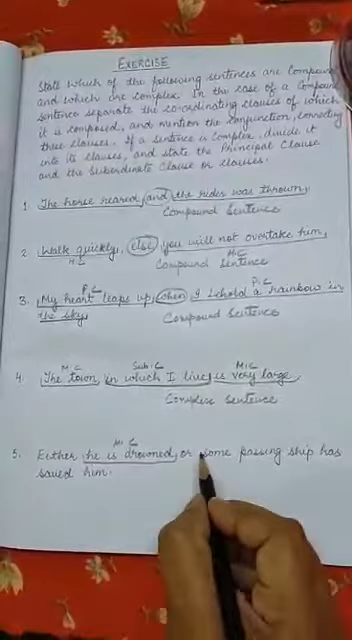 EXERCISE
State which of the following sentences are Compound
and which are complex. In the case of a Compound
sentence separate the co-ordinating clauses of which
it is composed, and mention the conjunction, connecting
these clauses. If a sentence is complex, divide it
into its clauses, and state the Principal Clause
and the Subordinate Clause or clauses.
1. The horse reared, and the rider was thrown,
Compound Sentence
2. Walk quickly, else you will not overtake him,
M.C M.C
Compound Sentence
P.C P.C
3. My heart leaps up when I behold a rainbow in
the sky,
Compound Sentence
M.C Sub.C M.C
4. The town, in which I live, is very large.
Complex Sentence
M.C
5. Either he is drowned, or some passing ship has
saved him.